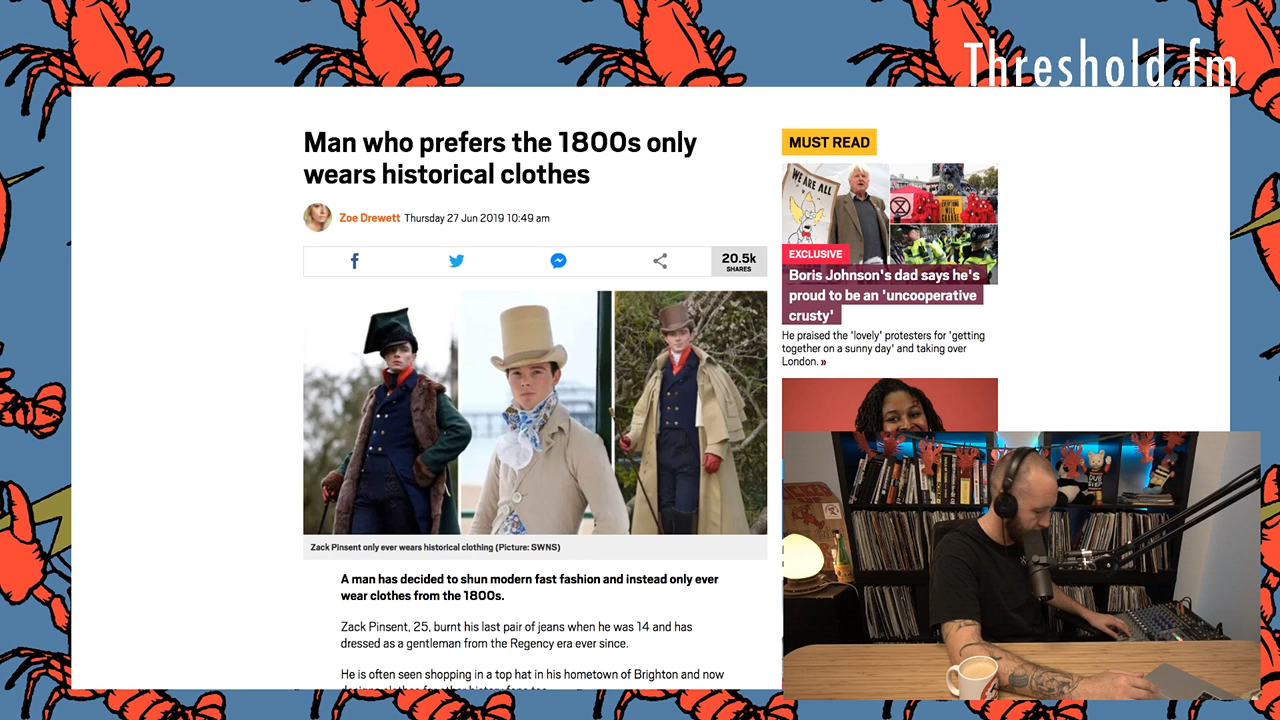 Threshold.fm
Man who prefers the 1800s only
wears historical clothes
Zoe Drewett Thursday 27 Jun 2019 10:49 am
20.5k
SHARES
Zack Pinsent only ever wears historical clothing (Picture: SWNS)
A man has decided to shun modern fast fashion and instead only ever
wear clothes from the 1800s.
Zack Pinsent, 25, burnt his last pair of jeans when he was 14 and has
dressed as a gentleman from the Regency era ever since.
He is often seen shopping in a top hat in his hometown of Brighton and now
MUST READ
WE ARE ALL
EXCLUSIVE
Boris Johnson's dad says he's
proud to be an 'uncooperative
crusty'
He praised the 'lovely' protesters for 'getting
together on a sunny day' and taking over
London. »